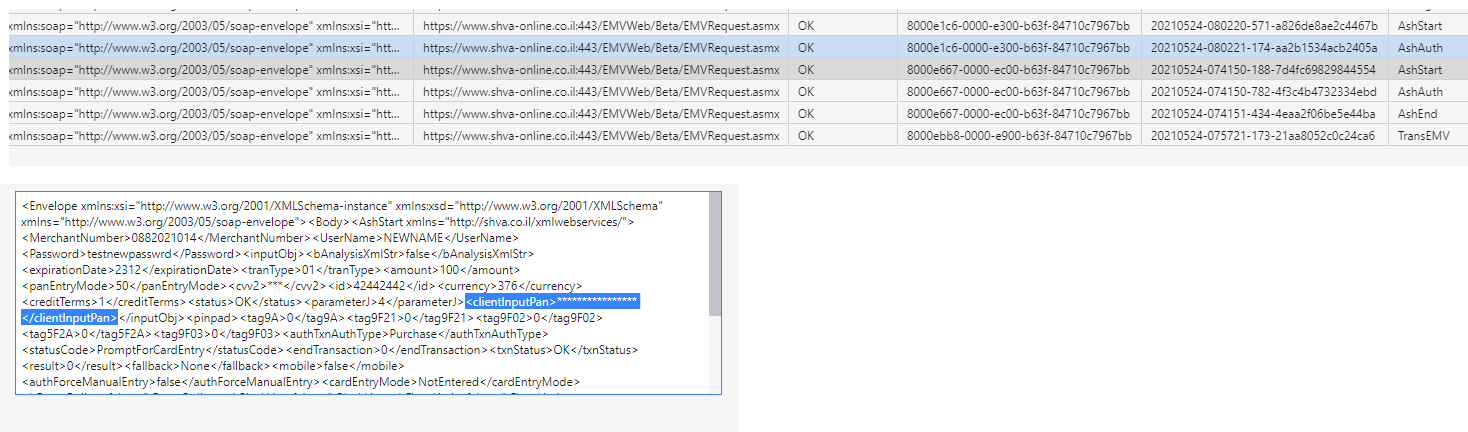 xmlns:soap="http://www.w3.org/2003/05/soap-envelope" xmlns:xsi="htt... https://www.shva-online.co.il:443/EMVWeb/Beta/EMVRequest.asmx OK 8000e1c6-0000-e300-b63f-84710c7967bb 20210524-080220-571-a826de8ae2c4467b AshStart
xmlns:soap="http://www.w3.org/2003/05/soap-envelope" xmlns:xsi="htt... https://www.shva-online.co.il:443/EMVWeb/Beta/EMVRequest.asmx OK 8000e1c6-0000-e300-b63f-84710c7967bb 20210524-080221-174-aa2b1534acb2405a AshAuth
xmlns:soap="http://www.w3.org/2003/05/soap-envelope" xmlns:xsi="htt... https://www.shva-online.co.il:443/EMVWeb/Beta/EMVRequest.asmx OK 8000e667-0000-ec00-b63f-84710c7967bb 20210524-074150-188-7d4fc69829844554 AshStart
xmlns:soap="http://www.w3.org/2003/05/soap-envelope" xmlns:xsi="htt... https://www.shva-online.co.il:443/EMVWeb/Beta/EMVRequest.asmx OK 8000e667-0000-ec00-b63f-84710c7967bb 20210524-074150-782-4f3c4b4732334ebd AshAuth
xmlns:soap="http://www.w3.org/2003/05/soap-envelope" xmlns:xsi="htt... https://www.shva-online.co.il:443/EMVWeb/Beta/EMVRequest.asmx OK 8000e667-0000-ec00-b63f-84710c7967bb 20210524-074151-434-4eaa2f06be5e44ba AshEnd
xmlns:soap="http://www.w3.org/2003/05/soap-envelope" xmlns:xsi="htt... https://www.shva-online.co.il:443/EMVWeb/Beta/EMVRequest.asmx OK 8000ebb8-0000-e900-b63f-84710c7967bb 20210524-075721-173-21aa8052c0c24ca6 TransEMV
<Envelope xmlns:xsi="http://www.w3.org/2001/XMLSchema-instance" xmlns:xsd="http://www.w3.org/2001/XMLSchema"
xmlns="http://www.w3.org/2003/05/soap-envelope"><Body><AshStart xmlns="http://shva.co.il/xmlwebservices/">
<MerchantNumber>0882021014</MerchantNumber><UserName>NEWNAME</UserName>
<Password>testnewpasswrd</Password><inputObj><bAnalysisXmlStr>false</bAnalysisXmlStr>
<expirationDate>2312</expirationDate><tranType>01</tranType><amount>100</amount>
<panEntryMode>50</panEntryMode><cvv2>***</cvv2><id>42442442</id><currency>376</currency>
<creditTerms>1</creditTerms><status>OK</status><parameterJ>4</parameterJ><clientInputPan>****************
</clientInputPan></inputObj><pinpad><tag9A>0</tag9A><tag9F21>0</tag9F21><tag9F02>0</tag9F02>
<tag5F2A>0</tag5F2A><tag9F03>0</tag9F03><authTxnAuthType>Purchase</authTxnAuthType>
<statusCode>PromptForCardEntry</statusCode><endTransaction>0</endTransaction><txnStatus>OK</txnStatus>
<result>0</result><fallback>None</fallback><mobile>false</mobile>
<authForceManualEntry>false</authForceManualEntry><cardEntryMode>NotEntered</cardEntryMode>